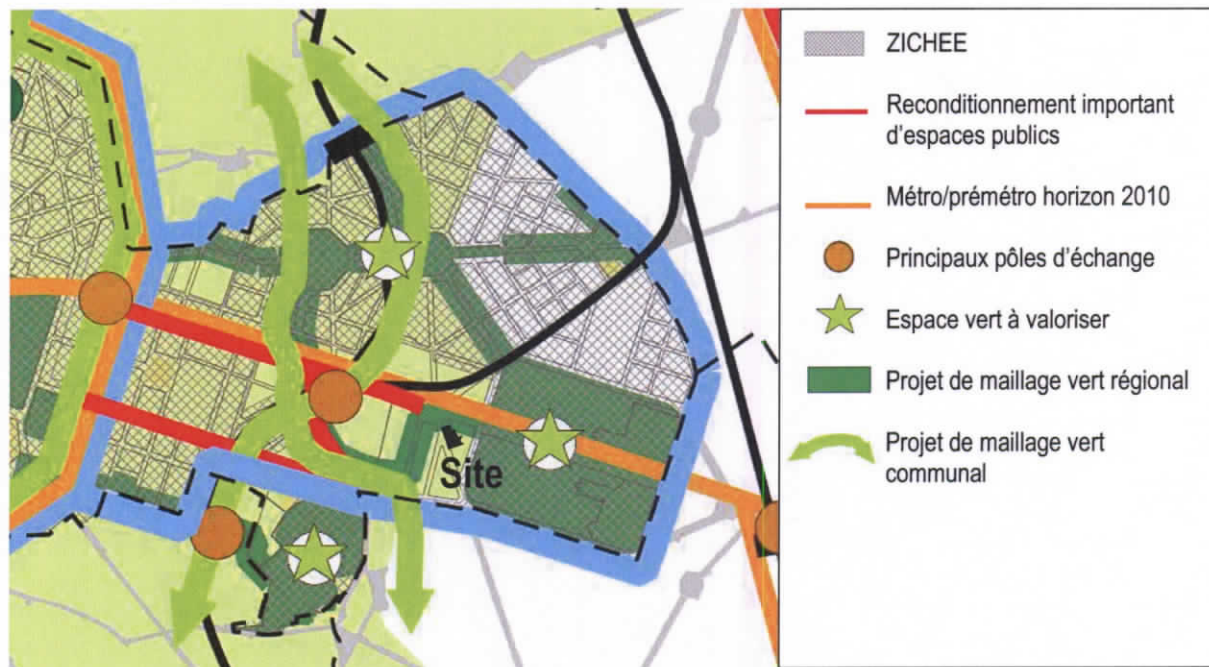 Site
ZICHEE
Reconditionnement important
d'espaces publics
Métro/prémétro horizon 2010
Principaux pôles d'échange
Espace vert à valoriser
Projet de maillage vert régional
Projet de maillage vert
communal